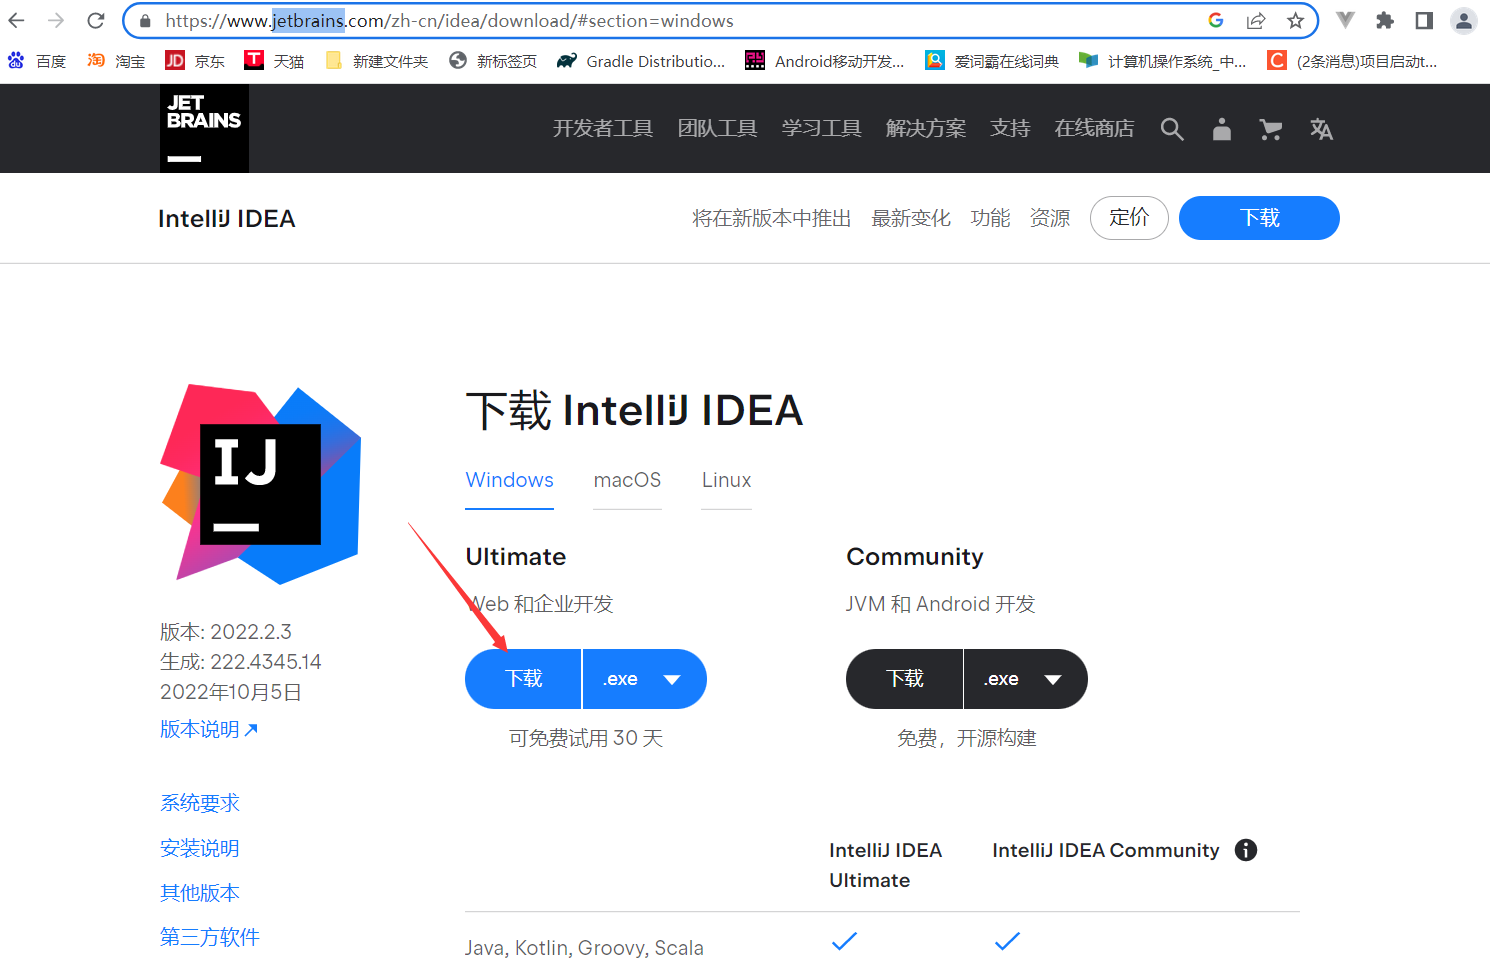 https://www.jetbrains.com/zh-cn/idea/download/#section=windows
百度 淘宝 京东 天猫 新建文件夹 新标签页 Gradle Distributio... Android移动开发... 爱词霸在线词典 计算机操作系统_中... (2条消息)项目启动t...
JET
BRAINS
开发者工具 团队工具 学习工具 解决方案 支持 在线商店
IntelliJ IDEA 将在新版本中推出 最新变化 功能 资源 定价 下载
IJ
下载 IntelliJ IDEA
Windows macOS Linux
Ultimate Community
Web 和企业开发 JVM 和 Android 开发
版本: 2022.2.3
生成: 222.4345.14
2022年10月5日
版本说明
下载 .exe 下载 .exe
可免费试用 30 天 免费，开源构建
系统要求
安装说明
其他版本
第三方软件
IntelliJ IDEA
Ultimate
IntelliJ IDEA Community
Java, Kotlin, Groovy, Scala